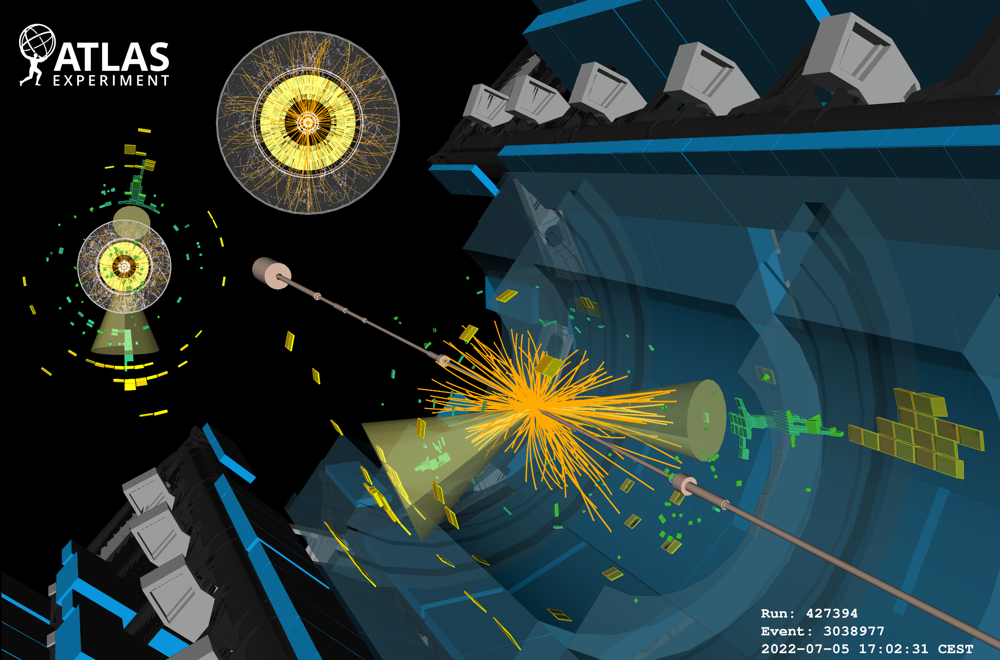 ATLAS
EXPERIMENT
Run: 427394
Event: 3038977
2022-07-05 17:02:31 CEST